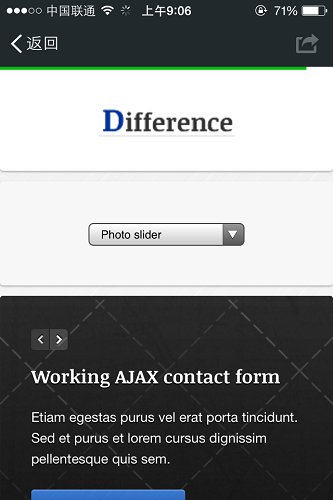 中国联通 上午9:06 71%
返回
Difference
Photo slider
Working AJAX contact form
Etiam egestas purus vel erat porta tincidunt.
Sed et purus et lorem cursus dignissim
pellentesque quis sem.